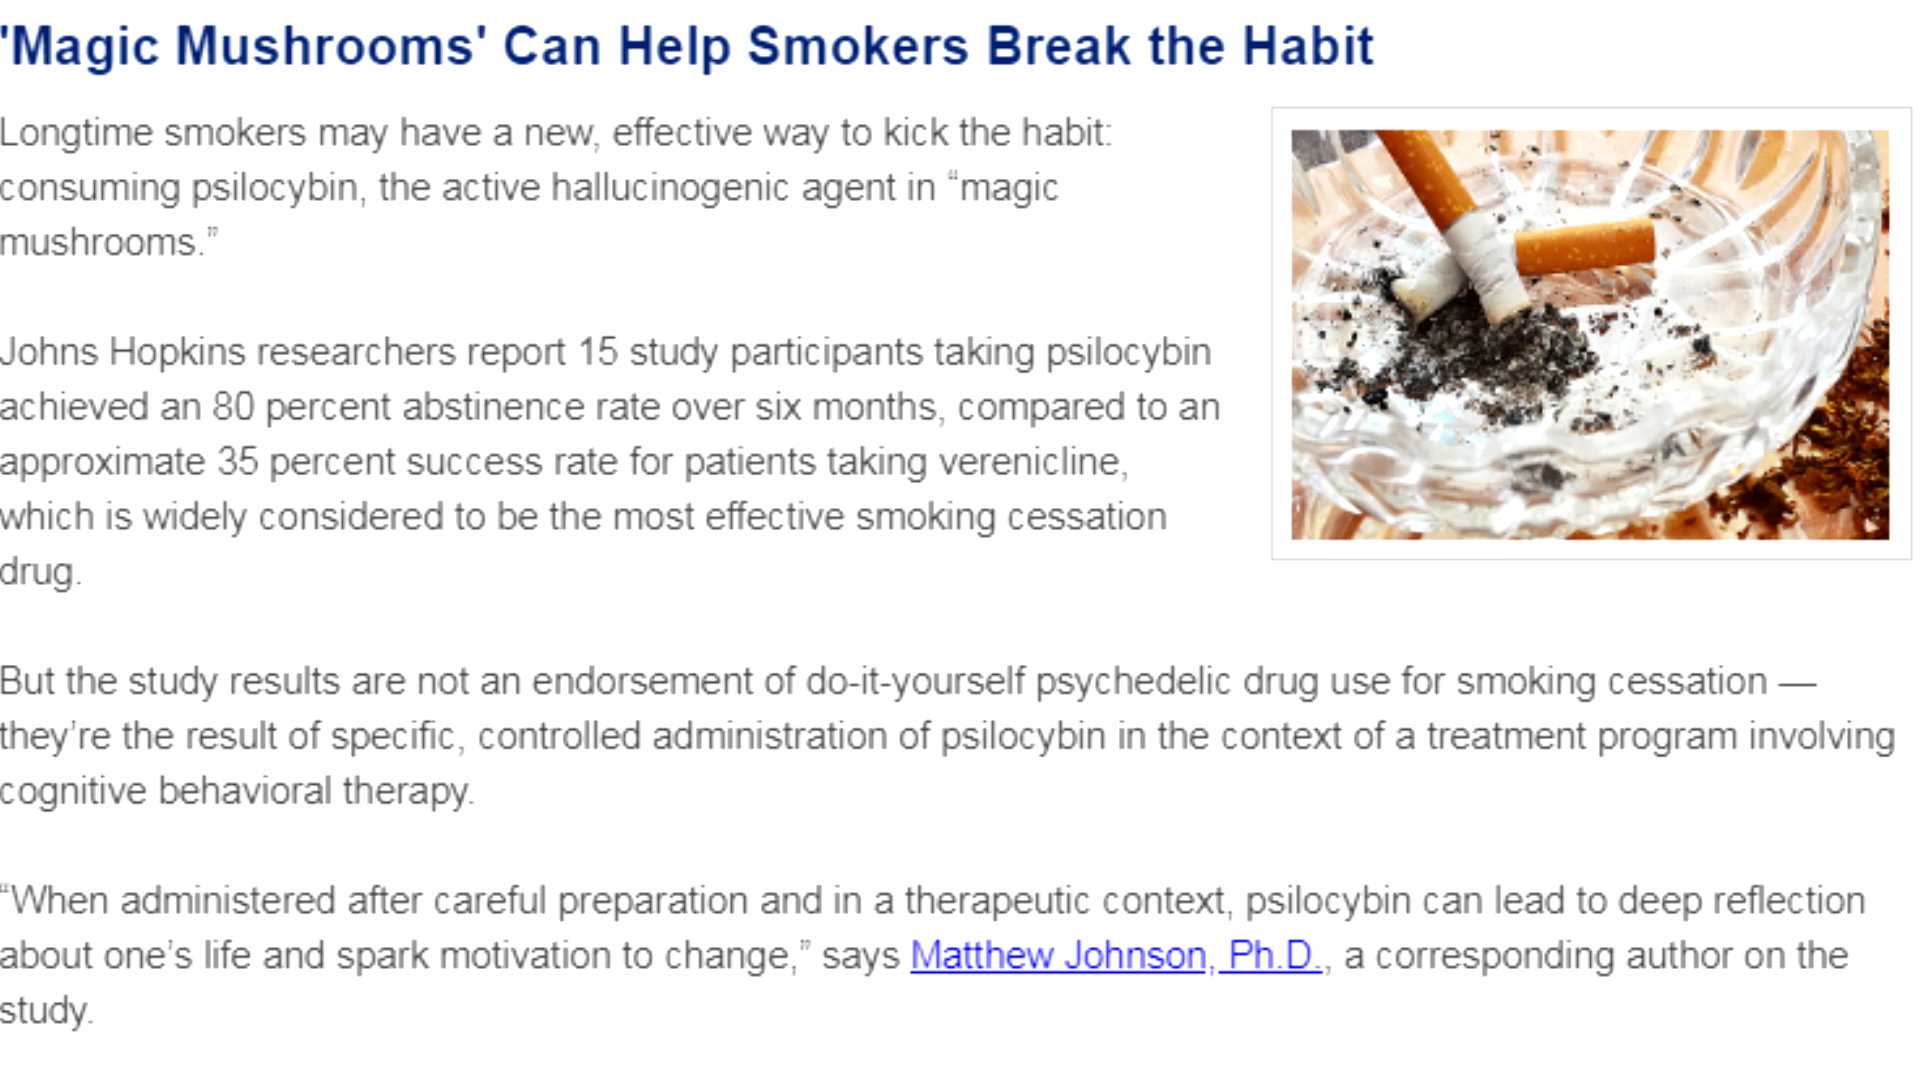 'Magic Mushrooms' Can Help Smokers Break the Habit
Longtime smokers may have a new, effective way to kick the habit:
consuming psilocybin, the active hallucinogenic agent in “magic
mushrooms.”
Johns Hopkins researchers report 15 study participants taking psilocybin
achieved an 80 percent abstinence rate over six months, compared to an
approximate 35 percent success rate for patients taking verenicline,
which is widely considered to be the most effective smoking cessation
drug.
But the study results are not an endorsement of do-it-yourself psychedelic drug use for smoking cessation —
they’re the result of specific, controlled administration of psilocybin in the context of a treatment program involving
cognitive behavioral therapy.
“When administered after careful preparation and in a therapeutic context, psilocybin can lead to deep reflection
about one’s life and spark motivation to change,” says Matthew Johnson, Ph.D., a corresponding author on the
study.